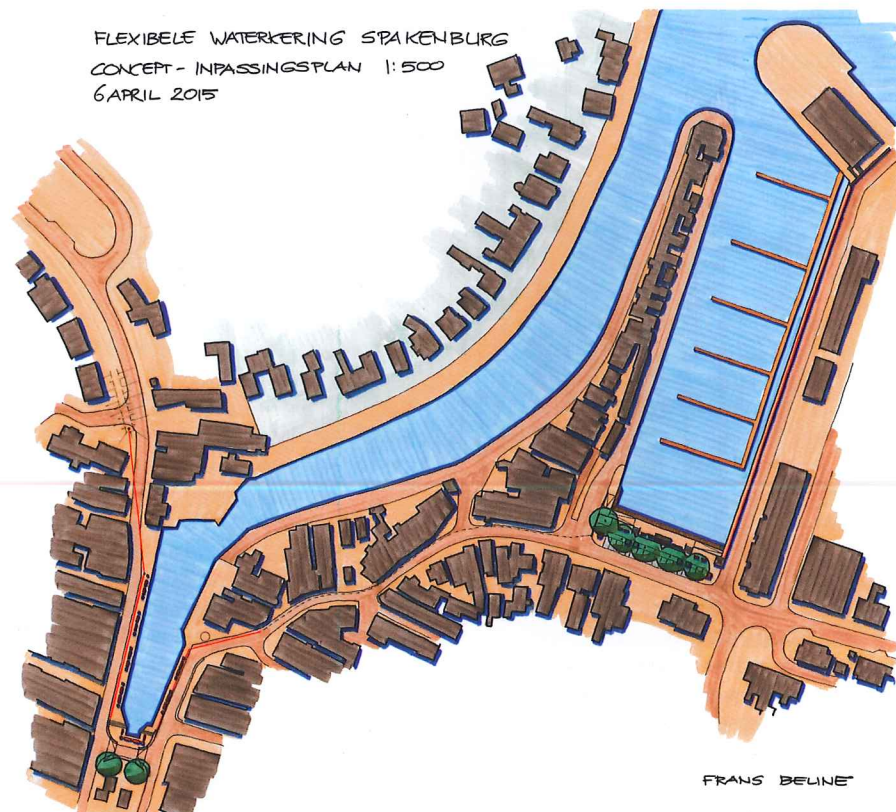 FLEXIBELE WATERKERING SPAKENBURG
CONCEPT - INPASSINGSPLAN 1:500
6 APRIL 2015
FRANS BELINE